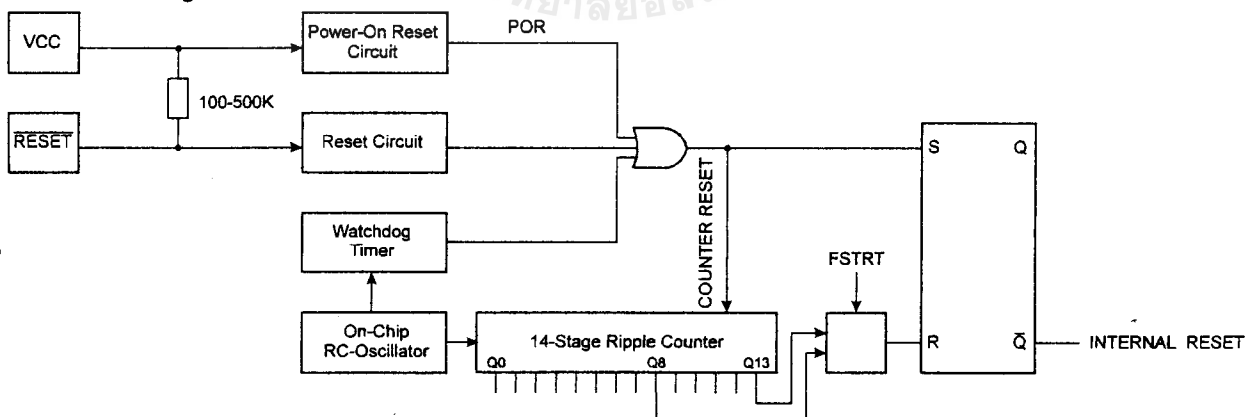 VCC
Power-On Reset
Circuit
POR
100-500K
RESET
Reset Circuit
S
Q
COUNTER RESET
Watchdog
Timer
FSTRT
On-Chip
RC-Oscillator
14-Stage Ripple Counter
Q0
Q8
Q13
R
Q̅
INTERNAL RESET